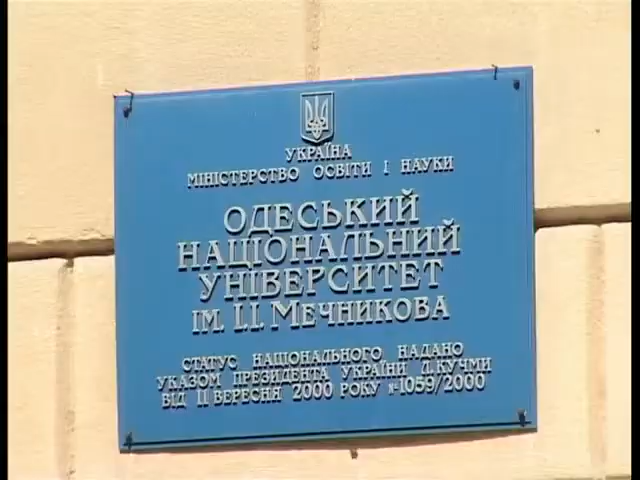 УКРАЇНА
МІНІСТЕРСТВО ОСВІТИ І НАУКИ
ОДЕСЬКИЙ
НАЦІОНАЛЬНИЙ
УНІВЕРСИТЕТ
ІМ. І.І. МЕЧНИКОВА
СТАТУС НАЦІОНАЛЬНОГО НАДАНО
УКАЗОМ ПРЕЗИДЕНТА УКРАЇНИ Л. КУЧМИ
ВІД 11 ВЕРЕСНЯ 2000 РОКУ №1059/2000